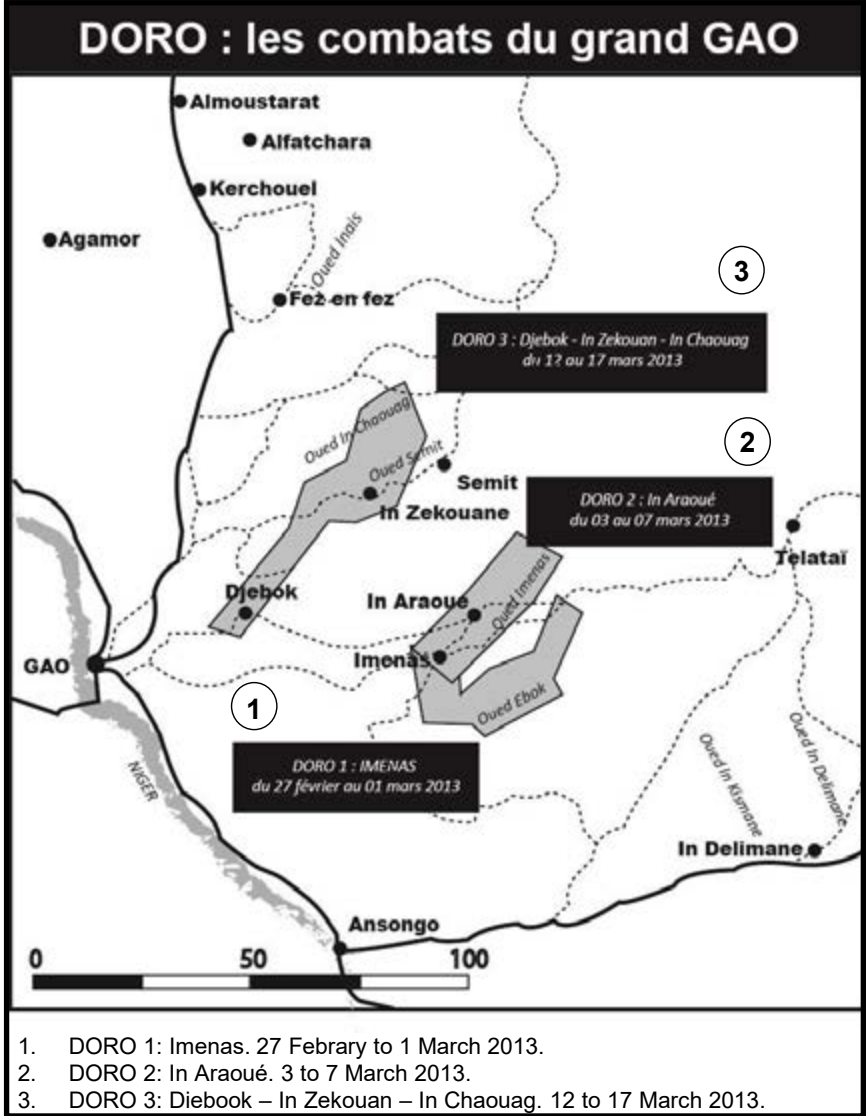 DORO : les combats du grand GAO
Almoustarat
Alfatchara
Kerchouel
Agamor
Oued Inais
Fez en fez
3
DORO 3 : Djebok - In Zekouan - In Chaouag
du 12 au 17 mars 2013
2
Oued In Chaouag
Oued Semit
Semit
In Zekouane
DORO 2 : In Araoué
du 03 au 07 mars 2013
Telataï
Djebok
In Araoue
Oued Imenas
Imenas
GAO
1
Oued Ebok
DORO 1 : IMENAS
du 27 février au 01 mars 2013
NIGER
Oued In Kismane
Oued In Delimane
In Delimane
Ansongo
0 50 100
1. DORO 1: Imenas. 27 Febrary to 1 March 2013.
2. DORO 2: In Araoué. 3 to 7 March 2013.
3. DORO 3: Diebook – In Zekouan – In Chaouag. 12 to 17 March 2013.